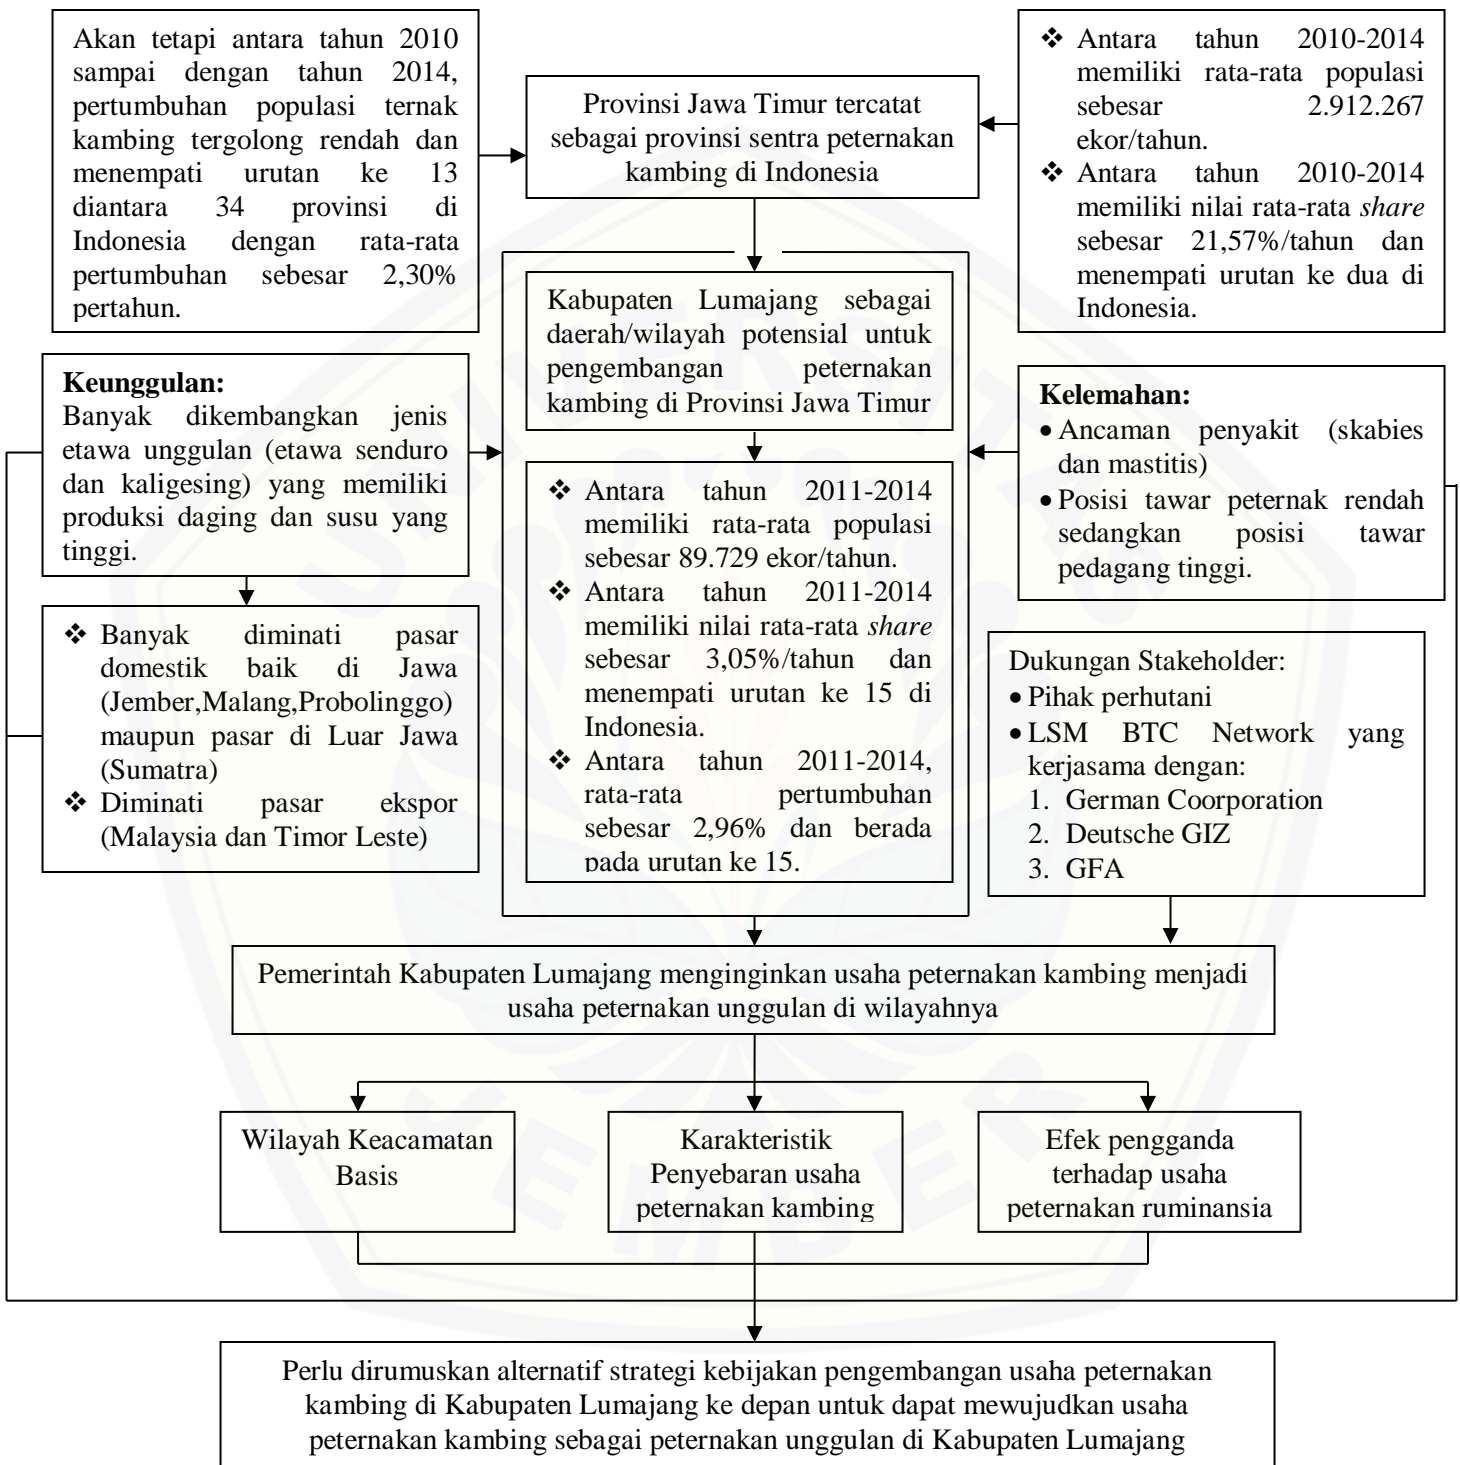 Akan tetapi antara tahun 2010
sampai dengan tahun 2014,
pertumbuhan populasi ternak
kambing tergolong rendah dan
menempati urutan ke 13
diantara 34 provinsi di
Indonesia dengan rata-rata
pertumbuhan sebesar 2,30%
pertahun.
Provinsi Jawa Timur tercatat
sebagai provinsi sentra peternakan
kambing di Indonesia
❖ Antara tahun 2010-2014
memiliki rata-rata populasi
sebesar 2.912.267
ekor/tahun.
❖ Antara tahun 2010-2014
memiliki nilai rata-rata share
sebesar 21,57%/tahun dan
menempati urutan ke dua di
Indonesia.
Kabupaten Lumajang sebagai
daerah/wilayah potensial untuk
pengembangan peternakan
kambing di Provinsi Jawa Timur
Keunggulan:
Banyak dikembangkan jenis
etawa unggulan (etawa senduro
dan kaligesing) yang memiliki
produksi daging dan susu yang
tinggi.
Kelemahan:
• Ancaman penyakit (skabies
dan mastitis)
• Posisi tawar peternak rendah
sedangkan posisi tawar
pedagang tinggi.
❖ Antara tahun 2011-2014
memiliki rata-rata populasi
sebesar 89.729 ekor/tahun.
❖ Antara tahun 2011-2014
memiliki nilai rata-rata share
sebesar 3,05%/tahun dan
menempati urutan ke 15 di
Indonesia.
❖ Antara tahun 2011-2014,
rata-rata pertumbuhan
sebesar 2,96% dan berada
pada urutan ke 15.
❖ Banyak diminati pasar
domestik baik di Jawa
(Jember,Malang,Probolinggo)
maupun pasar di Luar Jawa
(Sumatra)
❖ Diminati pasar ekspor
(Malaysia dan Timor Leste)
Dukungan Stakeholder:
• Pihak perhutani
• LSM BTC Network yang
kerjasama dengan:
1. German Coorporation
2. Deutsche GIZ
3. GFA
Pemerintah Kabupaten Lumajang menginginkan usaha peternakan kambing menjadi
usaha peternakan unggulan di wilayahnya
Wilayah Keacamatan
Basis
Karakteristik
Penyebaran usaha
peternakan kambing
Efek pengganda
terhadap usaha
peternakan ruminansia
Perlu dirumuskan alternatif strategi kebijakan pengembangan usaha peternakan
kambing di Kabupaten Lumajang ke depan untuk dapat mewujudkan usaha
peternakan kambing sebagai peternakan unggulan di Kabupaten Lumajang
UNIVERSITAS
JEMBER